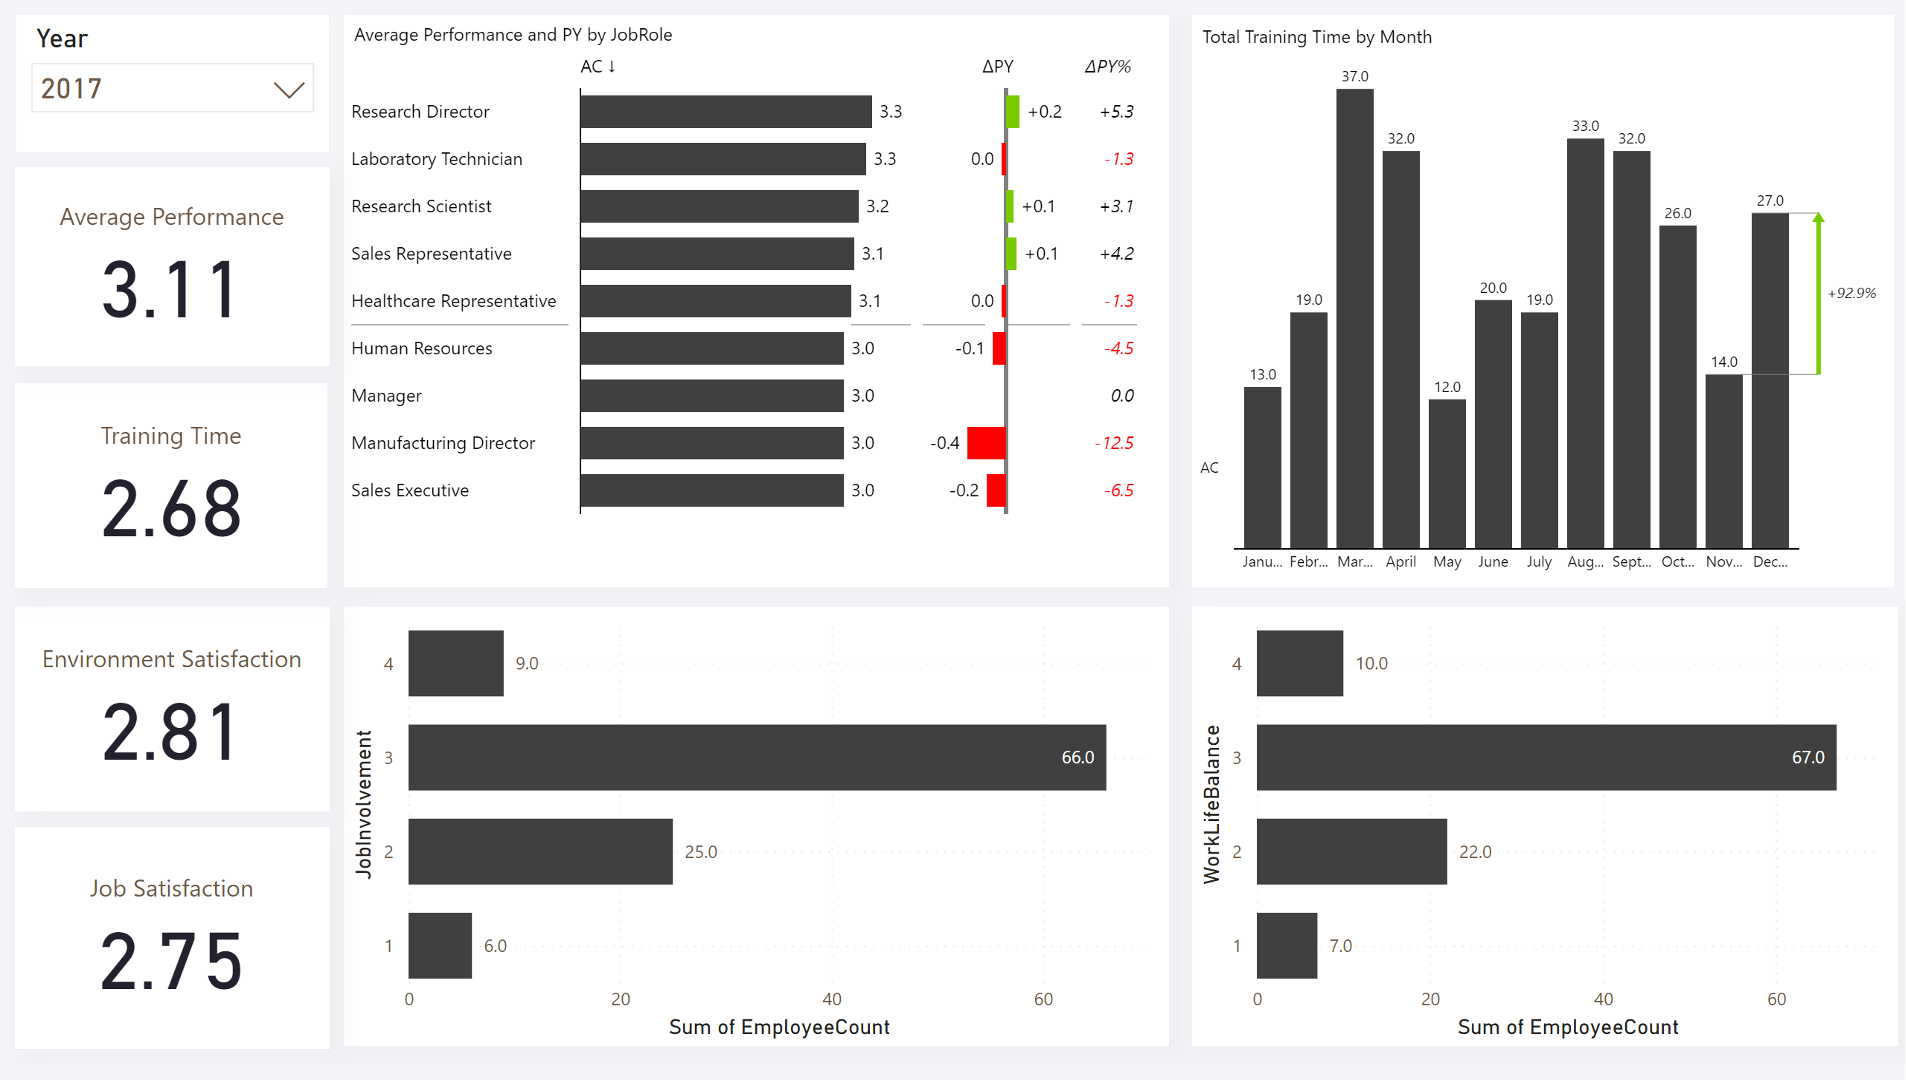 Year
2017
Average Performance
3.11
Training Time
2.68
Environment Satisfaction
2.81
Job Satisfaction
2.75
Average Performance and PY by JobRole
AC ↓ ΔPY ΔPY%
Research Director 3.3 +0.2 +5.3
Laboratory Technician 3.3 0.0 -1.3
Research Scientist 3.2 +0.1 +3.1
Sales Representative 3.1 +0.1 +4.2
Healthcare Representative 3.1 0.0 -1.3
Human Resources 3.0 -0.1 -4.5
Manager 3.0 0.0
Manufacturing Director 3.0 -0.4 -12.5
Sales Executive 3.0 -0.2 -6.5
Total Training Time by Month
13.0 19.0 37.0 32.0 12.0 20.0 19.0 33.0 32.0 26.0 14.0 27.0
+92.9%
AC
Janu... Febr... Mar... April May June July Aug... Sept... Oct... Nov... Dec...
JobInvolvement
4 9.0
3 66.0
2 25.0
1 6.0
0 20 40 60
Sum of EmployeeCount
WorkLifeBalance
4 10.0
3 67.0
2 22.0
1 7.0
0 20 40 60
Sum of EmployeeCount